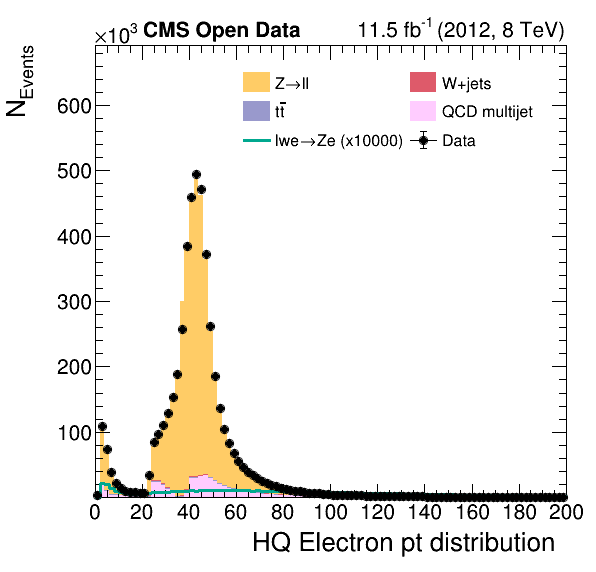 ×10³ CMS Open Data 11.5 fb⁻¹ (2012, 8 TeV)
N_Events
Z→ll W+jets
tt̄ QCD multijet
Iwe→Ze (x10000) Data
600
500
400
300
200
100
0 20 40 60 80 100 120 140 160 180 200
HQ Electron pt distribution